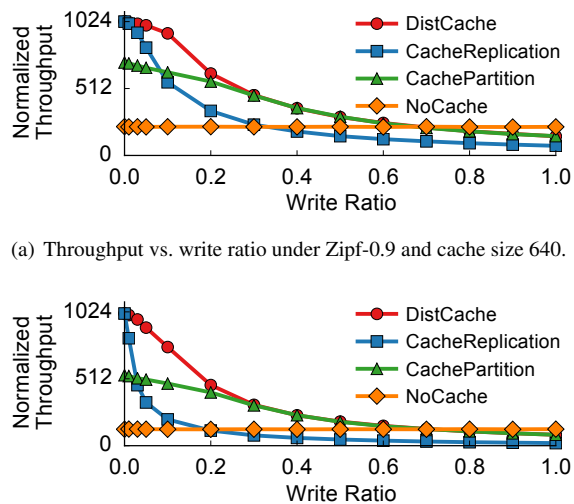 Normalized
Throughput
1024
512
0
DistCache
CacheReplication
CachePartition
NoCache
0.0 0.2 0.4 0.6 0.8 1.0
Write Ratio
(a) Throughput vs. write ratio under Zipf-0.9 and cache size 640.
Normalized
Throughput
1024
512
0
DistCache
CacheReplication
CachePartition
NoCache
0.0 0.2 0.4 0.6 0.8 1.0
Write Ratio